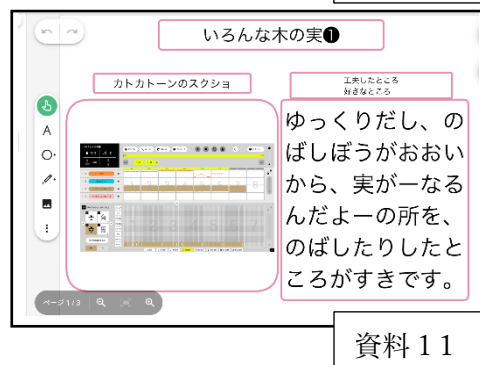 いろんな木の実❶
カトカトーンのスクショ
工夫したところ
好きなところ
ゆっくりだし、の
ばしぼうがおおい
から、実がーなる
んだよーの所を、
のばしたりしたと
ころがすきです。
A
ページ 1 / 3
資料１１